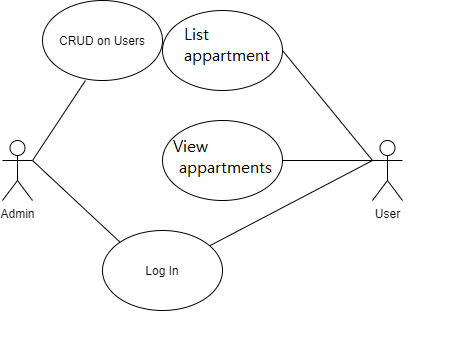 CRUD on Users
List
appartment
View
appartments
Admin
User
Log In